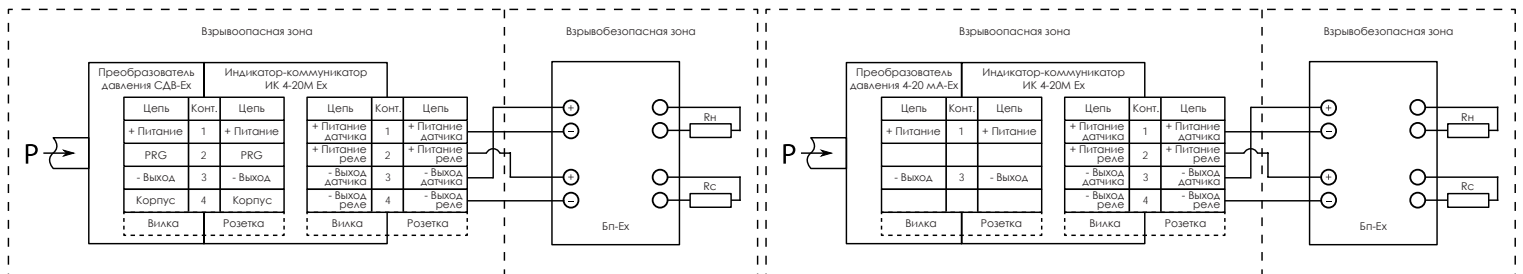 Взрывоопасная зона
Взрывобезопасная зона
Преобразователь
давления СДВ-Ex
Индикатор-коммуникатор
ИК 4-20М Ex
Цепь Конт. Цепь
+ Питание 1 + Питание
PRG 2 PRG
- Выход 3 - Выход
Корпус 4 Корпус
Вилка Розетка
Цепь Конт. Цепь
+ Питание
датчика 1 + Питание
датчика
+ Питание
реле 2 + Питание
реле
- Выход
датчика 3 - Выход
датчика
- Выход
реле 4 - Выход
реле
Вилка Розетка
P
+
−
+
−
Rн
Rс
Бп-Ex
Взрывоопасная зона
Взрывобезопасная зона
Преобразователь
давления 4-20 мА-Ex
Индикатор-коммуникатор
ИК 4-20М Ex
Цепь Конт. Цепь
+ Питание 1 + Питание
- Выход 3 - Выход
Вилка Розетка
Цепь Конт. Цепь
+ Питание
датчика 1 + Питание
датчика
+ Питание
реле 2 + Питание
реле
- Выход
датчика 3 - Выход
датчика
- Выход
реле 4 - Выход
реле
Вилка Розетка
P
+
−
+
−
Rн
Rс
Бп-Ex